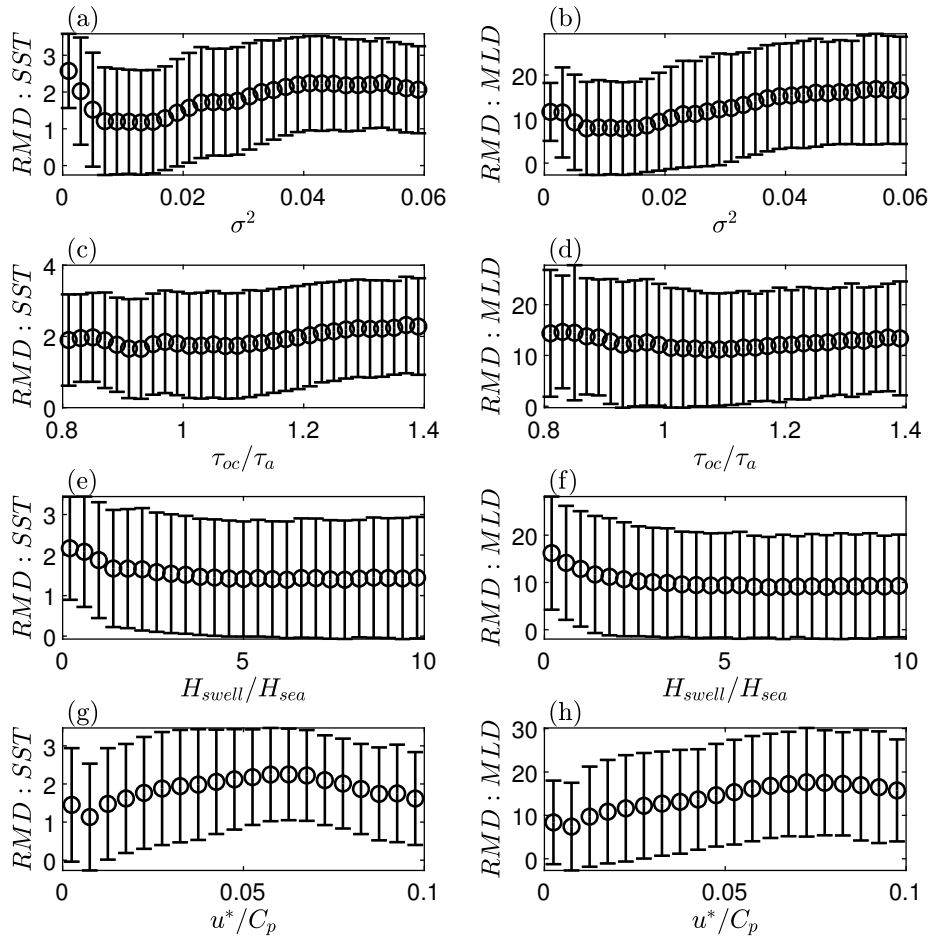 (a)
RMD : SST
3
2
1
0
0 0.02 0.04 0.06
σ²
(b)
RMD : MLD
20
10
0
0 0.02 0.04 0.06
σ²
(c)
RMD : SST
4
2
0
0.8 1 1.2 1.4
τoc/τa
(d)
RMD : MLD
20
10
0
0.8 1 1.2 1.4
τoc/τa
(e)
RMD : SST
3
2
1
0
0 5 10
Hswell/Hsea
(f)
RMD : MLD
20
10
0
0 5 10
Hswell/Hsea
(g)
RMD : SST
3
2
1
0
0 0.05 0.1
u*/Cp
(h)
RMD : MLD
30
20
10
0
0 0.05 0.1
u*/Cp